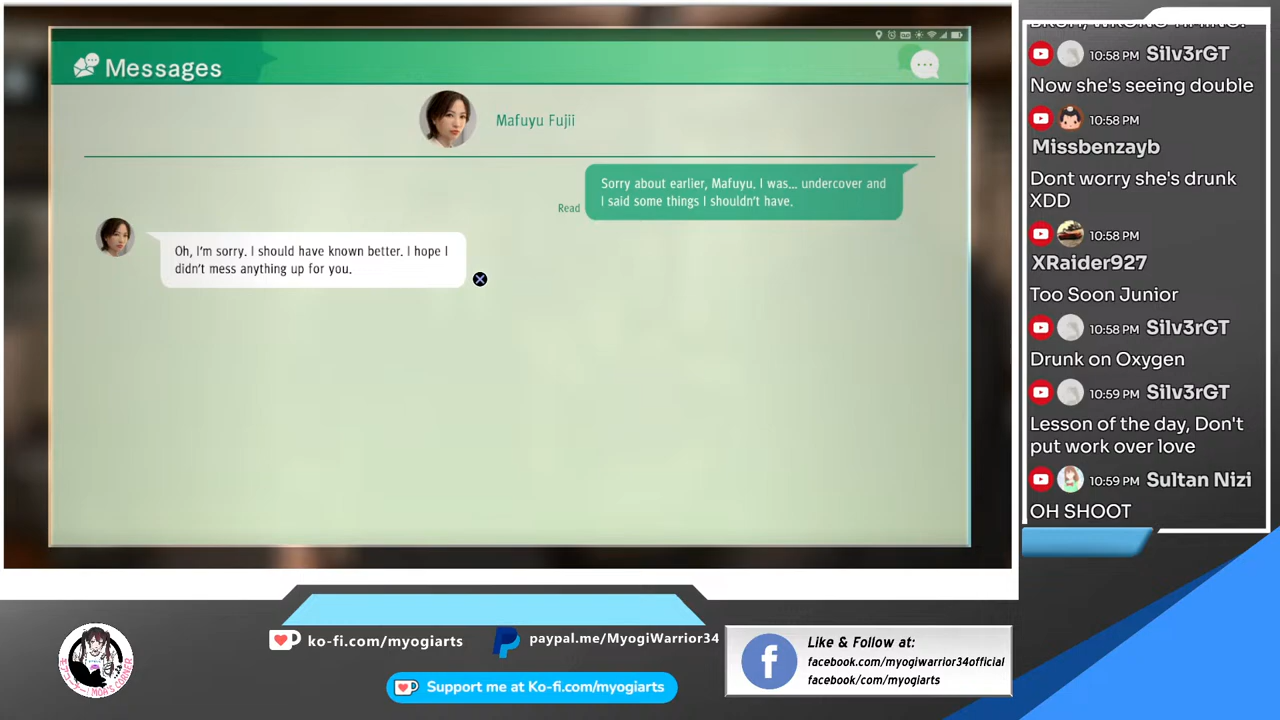 Messages
Mafuyu Fujii
Sorry about earlier, Mafuyu. I was... undercover and
I said some things I shouldn't have.
Read
Oh, I'm sorry. I should have known better. I hope I
didn't mess anything up for you.
10:58 PM Silv3rGT
Now she's seeing double
10:58 PM
Missbenzayb
Dont worry she's drunk
XDD
10:58 PM
XRaider927
Too Soon Junior
10:58 PM Silv3rGT
Drunk on Oxygen
10:59 PM Silv3rGT
Lesson of the day, Don't
put work over love
10:59 PM Sultan Nizi
OH SHOOT
ko-fi.com/myogiarts
paypal.me/MyogiWarrior34
Support me at Ko-fi.com/myogiarts
Like & Follow at:
facebook.com/myogiwarrior34official
facebook/com/myogiarts